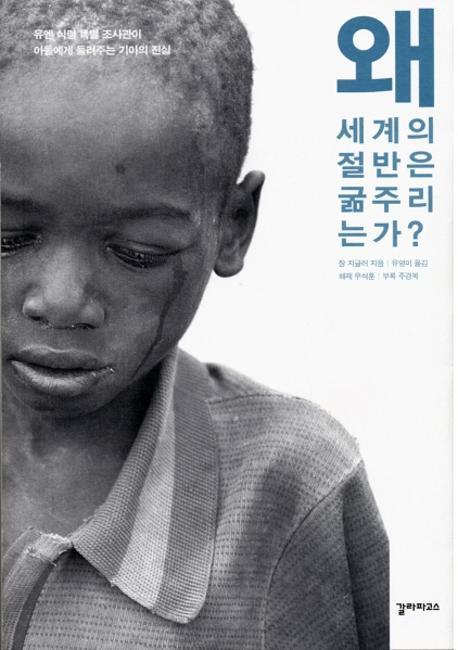 유엔 식량 특별 조사관이
아들에게 들려주는 기아의 진실
왜
세계의
절반은
굶주리
는가?
장 지글러 지음 | 유영미 옮김
해제 우석훈 | 부록 주경복
갈라파고스